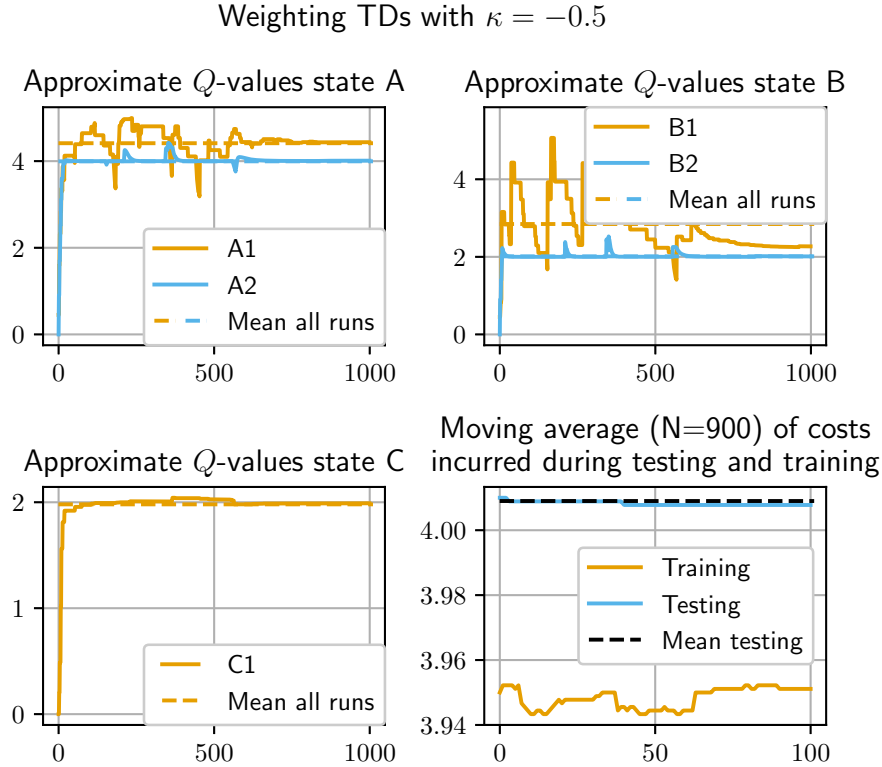 Weighting TDs with κ = −0.5
Approximate Q-values state A
4
2
0
0
500
1000
A1
A2
Mean all runs
Approximate Q-values state B
4
2
0
0
500
1000
B1
B2
Mean all runs
Approximate Q-values state C
2
1
0
0
500
1000
C1
Mean all runs
Moving average (N=900) of costs
incurred during testing and training
4.00
3.98
3.96
3.94
0
50
100
Training
Testing
Mean testing